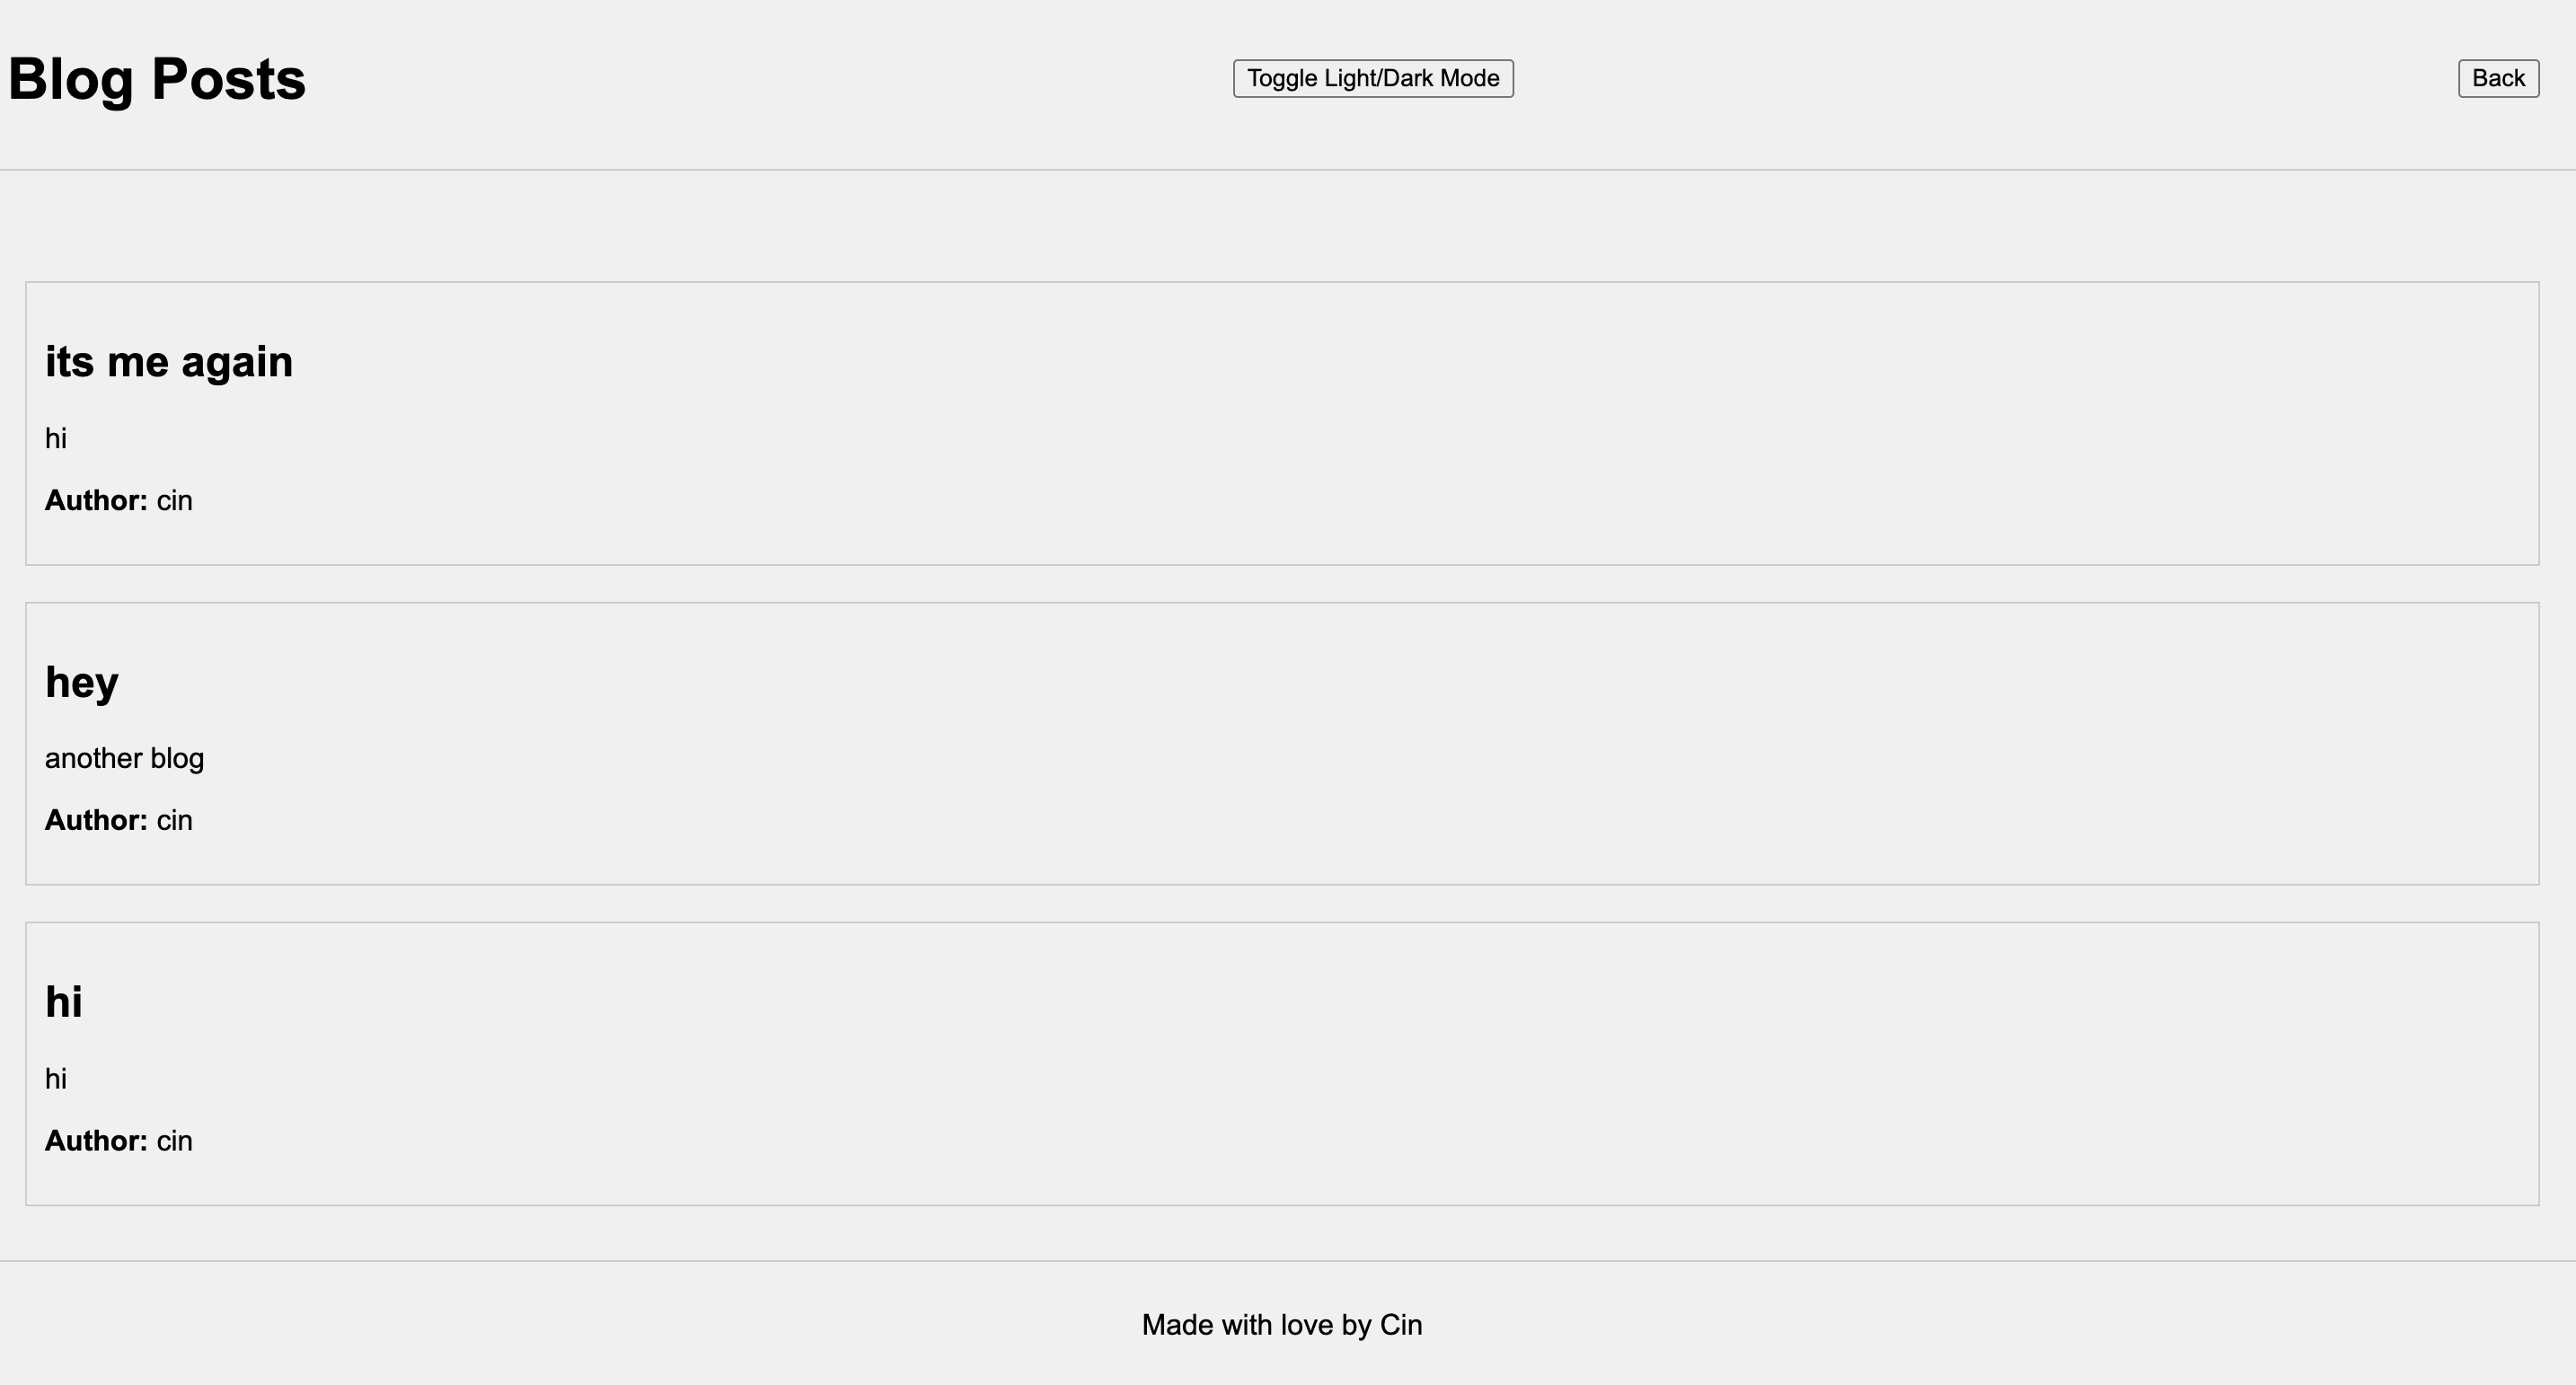 Blog Posts
Toggle Light/Dark Mode
Back
its me again
hi
Author: cin
hey
another blog
Author: cin
hi
hi
Author: cin
Made with love by Cin